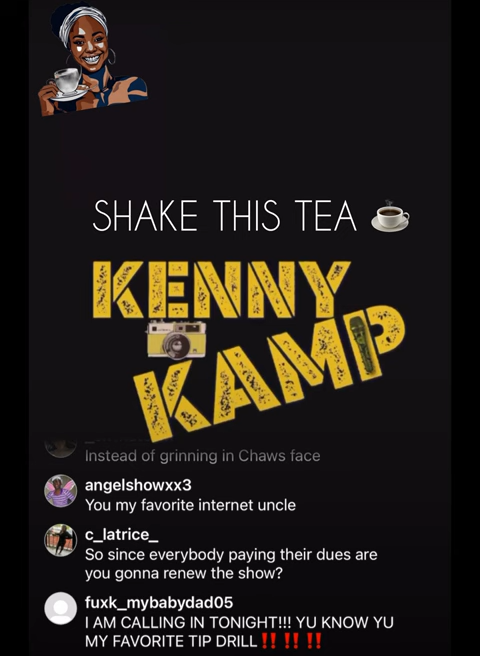 SHAKE THIS TEA ☕
KENNY
KAMP
Instead of grinning in Chaws face
angelshowxx3
You my favorite internet uncle
c_latrice_
So since everybody paying their dues are
you gonna renew the show?
fuxk_mybabydad05
I AM CALLING IN TONIGHT!!! YU KNOW YU
MY FAVORITE TIP DRILL‼️ ‼️ ‼️